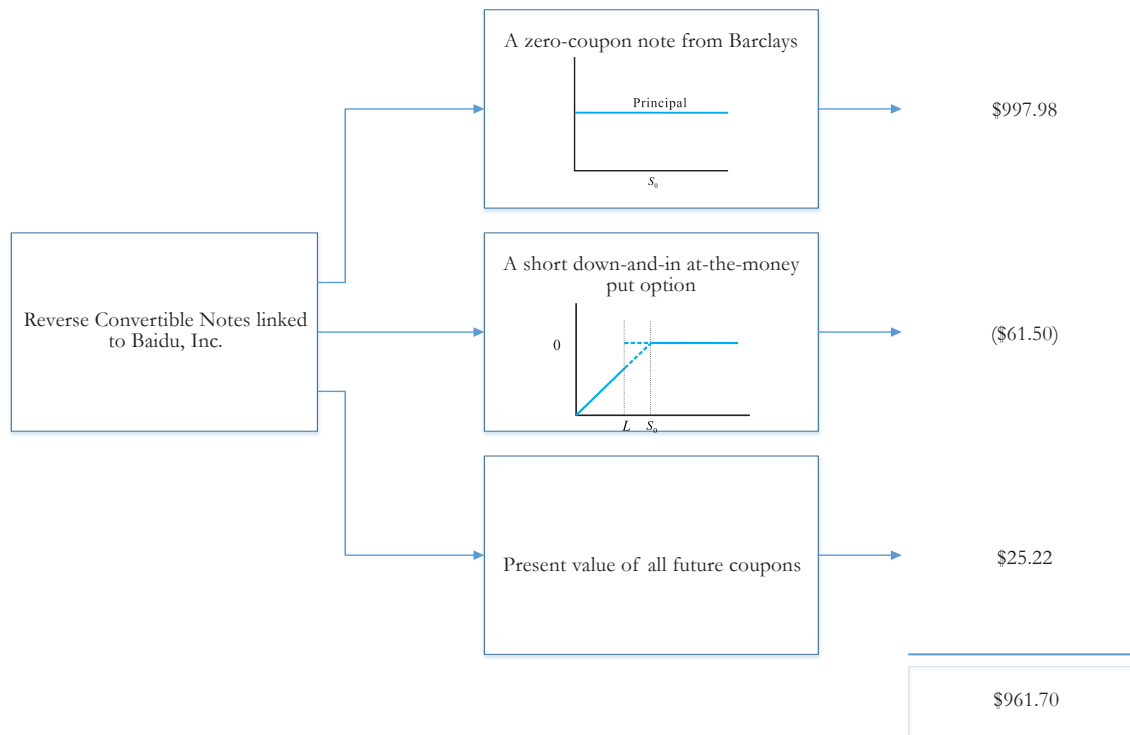 A zero-coupon note from Barclays
Principal
S₀
$997.98
Reverse Convertible Notes linked
to Baidu, Inc.
A short down-and-in at-the-money
put option
0
L S₀
($61.50)
Present value of all future coupons
$25.22
$961.70